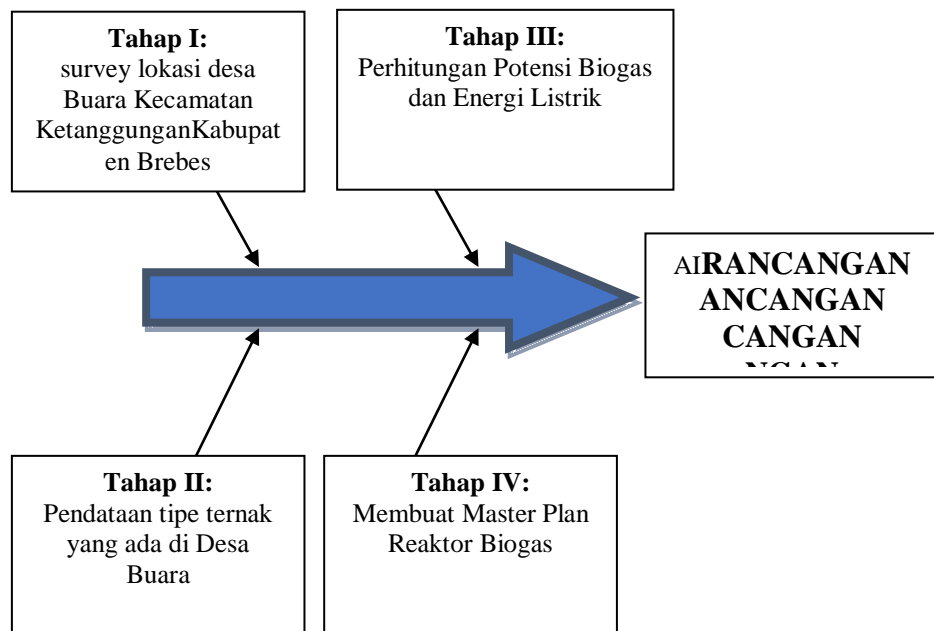 Tahap I:
survey lokasi desa
Buara Kecamatan
KetanggunganKabupat
en Brebes
Tahap III:
Perhitungan Potensi Biogas
dan Energi Listrik
AIRANCANGAN
ANCANGAN
CANGAN
NGAN
Tahap II:
Pendataan tipe ternak
yang ada di Desa
Buara
Tahap IV:
Membuat Master Plan
Reaktor Biogas